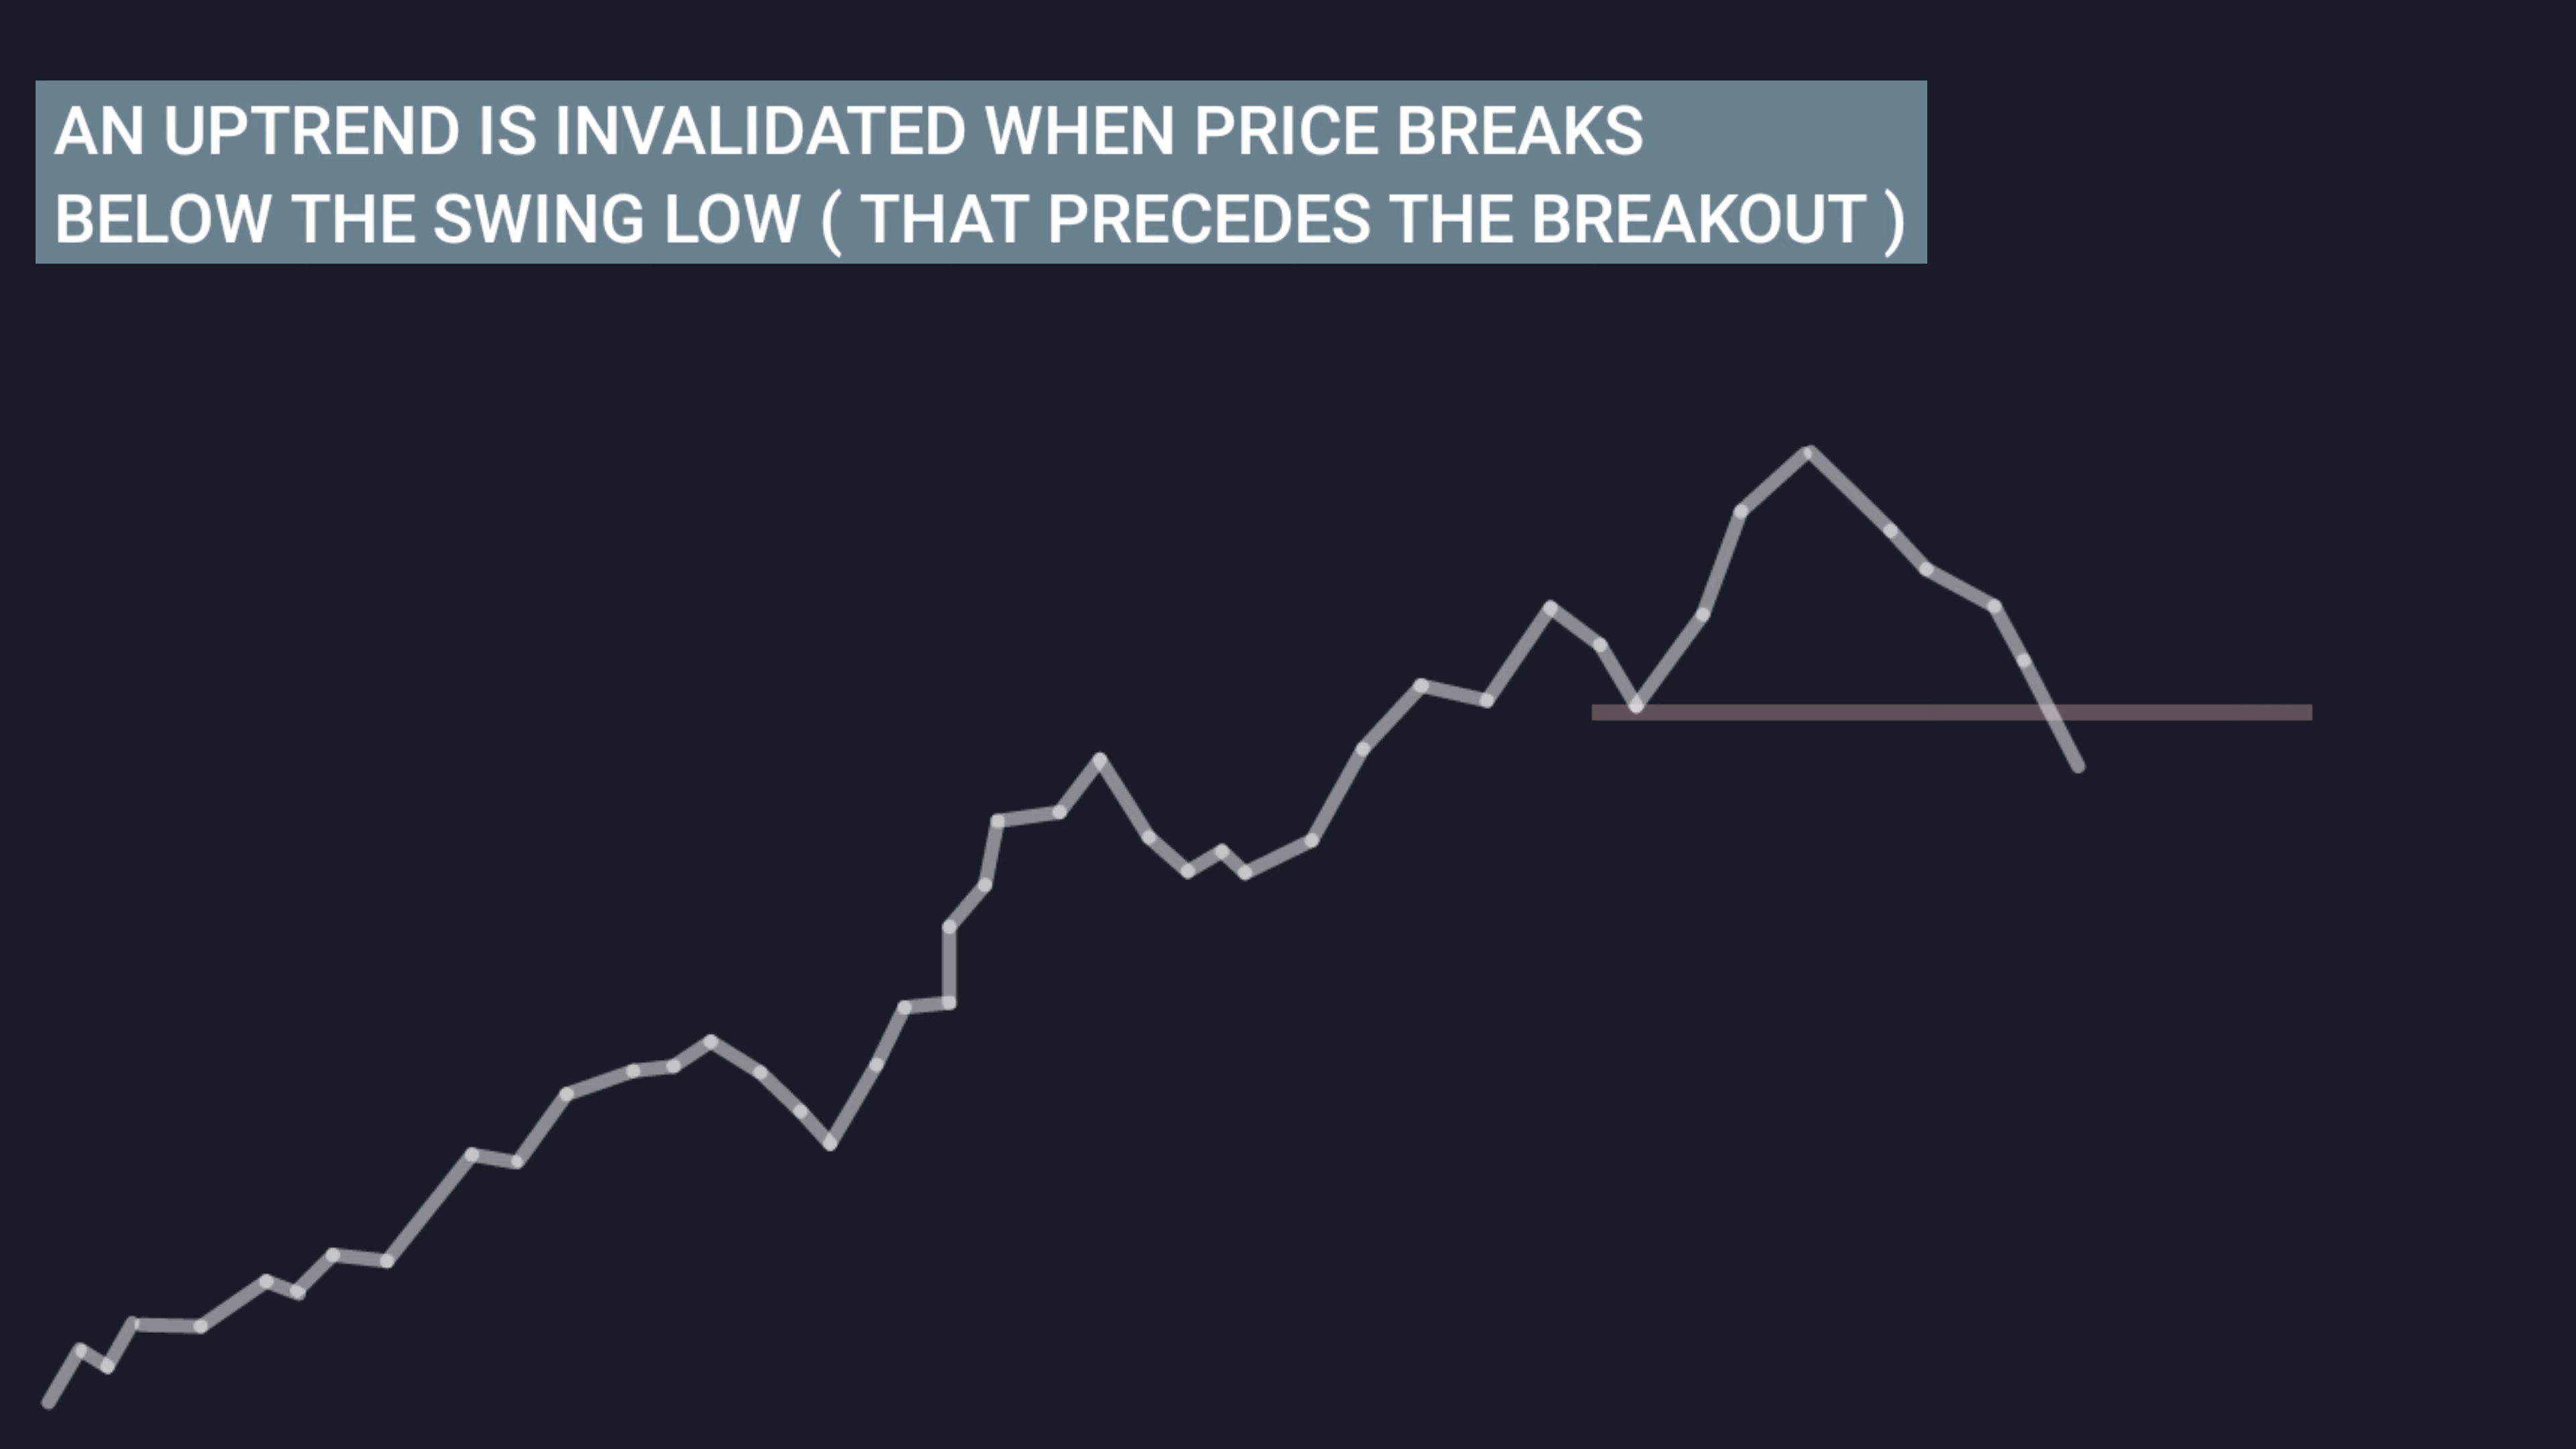 AN UPTREND IS INVALIDATED WHEN PRICE BREAKS
BELOW THE SWING LOW ( THAT PRECEDES THE BREAKOUT )